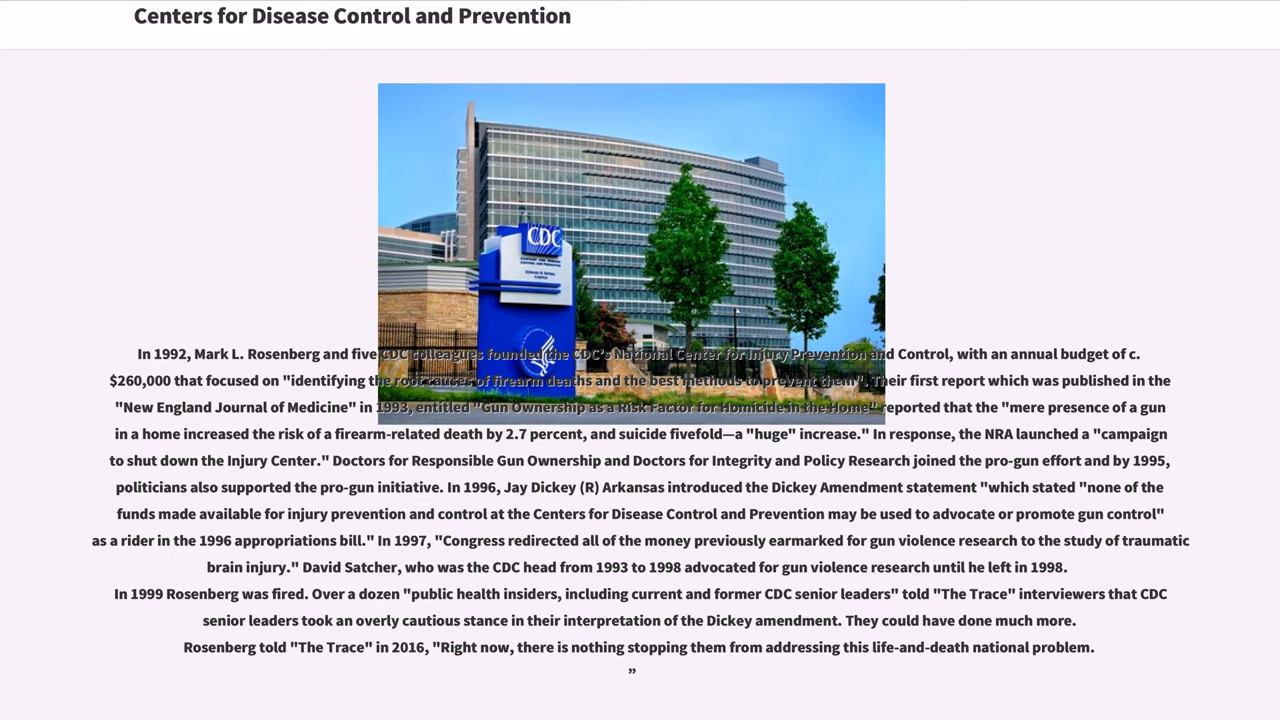 Centers for Disease Control and Prevention
CDC
In 1992, Mark L. Rosenberg and five CDC colleagues founded the CDC's National Center for Injury Prevention and Control, with an annual budget of c.
$260,000 that focused on "identifying the root causes of firearm deaths and the best methods to prevent them". Their first report which was published in the
"New England Journal of Medicine" in 1993, entitled "Gun Ownership as a Risk Factor for Homicide in the Home" reported that the "mere presence of a gun
in a home increased the risk of a firearm-related death by 2.7 percent, and suicide fivefold—a "huge" increase." In response, the NRA launched a "campaign
to shut down the Injury Center." Doctors for Responsible Gun Ownership and Doctors for Integrity and Policy Research joined the pro-gun effort and by 1995,
politicians also supported the pro-gun initiative. In 1996, Jay Dickey (R) Arkansas introduced the Dickey Amendment statement "which stated "none of the
funds made available for injury prevention and control at the Centers for Disease Control and Prevention may be used to advocate or promote gun control"
as a rider in the 1996 appropriations bill." In 1997, "Congress redirected all of the money previously earmarked for gun violence research to the study of traumatic
brain injury." David Satcher, who was the CDC head from 1993 to 1998 advocated for gun violence research until he left in 1998.
In 1999 Rosenberg was fired. Over a dozen "public health insiders, including current and former CDC senior leaders" told "The Trace" interviewers that CDC
senior leaders took an overly cautious stance in their interpretation of the Dickey amendment. They could have done much more.
Rosenberg told "The Trace" in 2016, "Right now, there is nothing stopping them from addressing this life-and-death national problem.
”